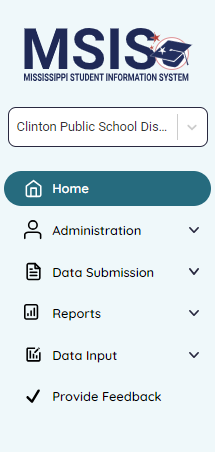 MSIS
MISSISSIPPI STUDENT INFORMATION SYSTEM
Clinton Public School Dis...
Home
Administration
Data Submission
Reports
Data Input
Provide Feedback